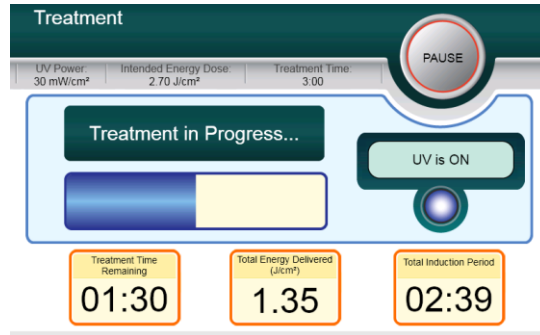 Treatment
PAUSE
UV Power:
30 mW/cm²
Intended Energy Dose:
2.70 J/cm²
Treatment Time:
3:00
Treatment in Progress...
UV is ON
Treatment Time
Remaining
01:30
Total Energy Delivered
(J/cm²)
1.35
Total Induction Period
02:39